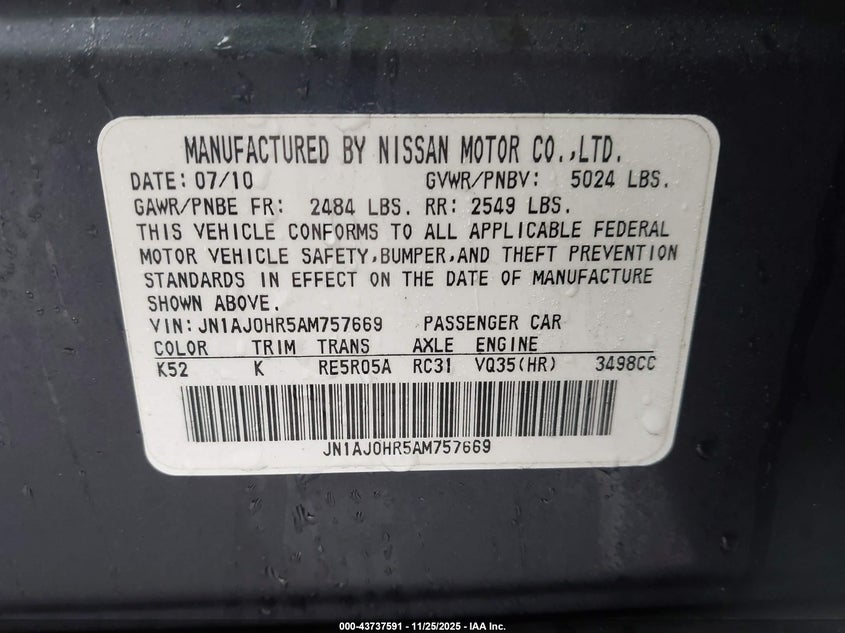 MANUFACTURED BY NISSAN MOTOR CO.,LTD.
DATE: 07/10 GVWR/PNBV: 5024 LBS.
GAWR/PNBE FR: 2484 LBS. RR: 2549 LBS.
THIS VEHICLE CONFORMS TO ALL APPLICABLE FEDERAL
MOTOR VEHICLE SAFETY,BUMPER,AND THEFT PREVENTION
STANDARDS IN EFFECT ON THE DATE OF MANUFACTURE
SHOWN ABOVE.
VIN: JN1AJ0HR5AM757669 PASSENGER CAR
COLOR TRIM TRANS AXLE ENGINE
K52 K RE5R05A RC31 VQ35(HR) 3498CC
JN1AJ0HR5AM757669
000-43737591 - 11/25/2025 - IAA Inc.